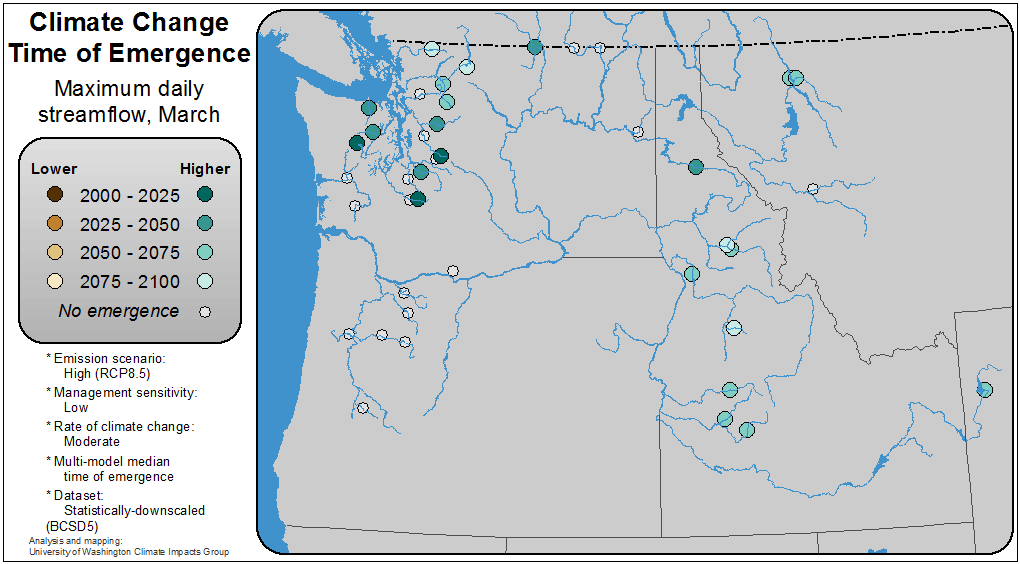 Climate Change
Time of Emergence
Maximum daily
streamflow, March
Lower Higher
2000 - 2025
2025 - 2050
2050 - 2075
2075 - 2100
No emergence
* Emission scenario:
High (RCP8.5)
* Management sensitivity:
Low
* Rate of climate change:
Moderate
* Multi-model median
time of emergence
* Dataset:
Statistically-downscaled
(BCSD5)
Analysis and mapping:
University of Washington Climate Impacts Group